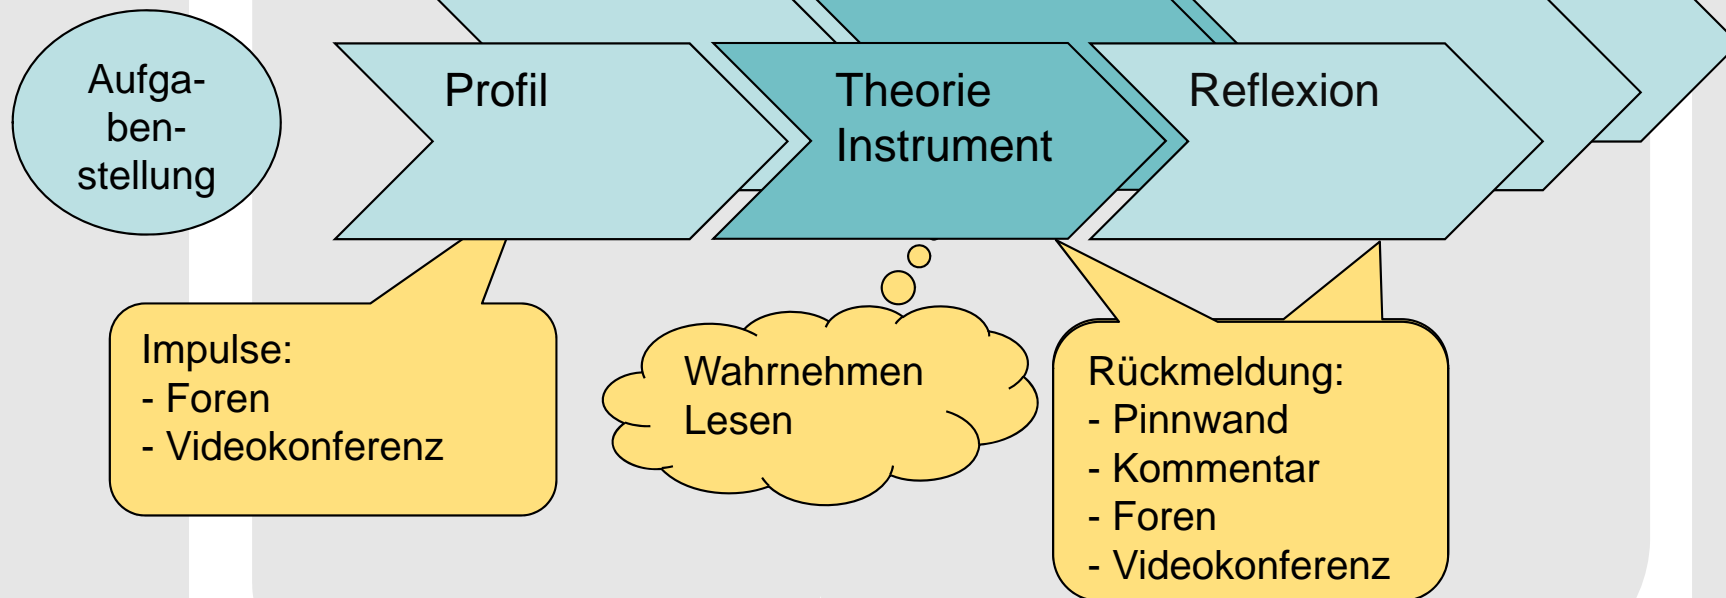 Aufga-
ben-
stellung
Profil
Theorie
Instrument
Reflexion
Impulse:
- Foren
- Videokonferenz
Wahrnehmen
Lesen
Rückmeldung:
- Pinnwand
- Kommentar
- Foren
- Videokonferenz